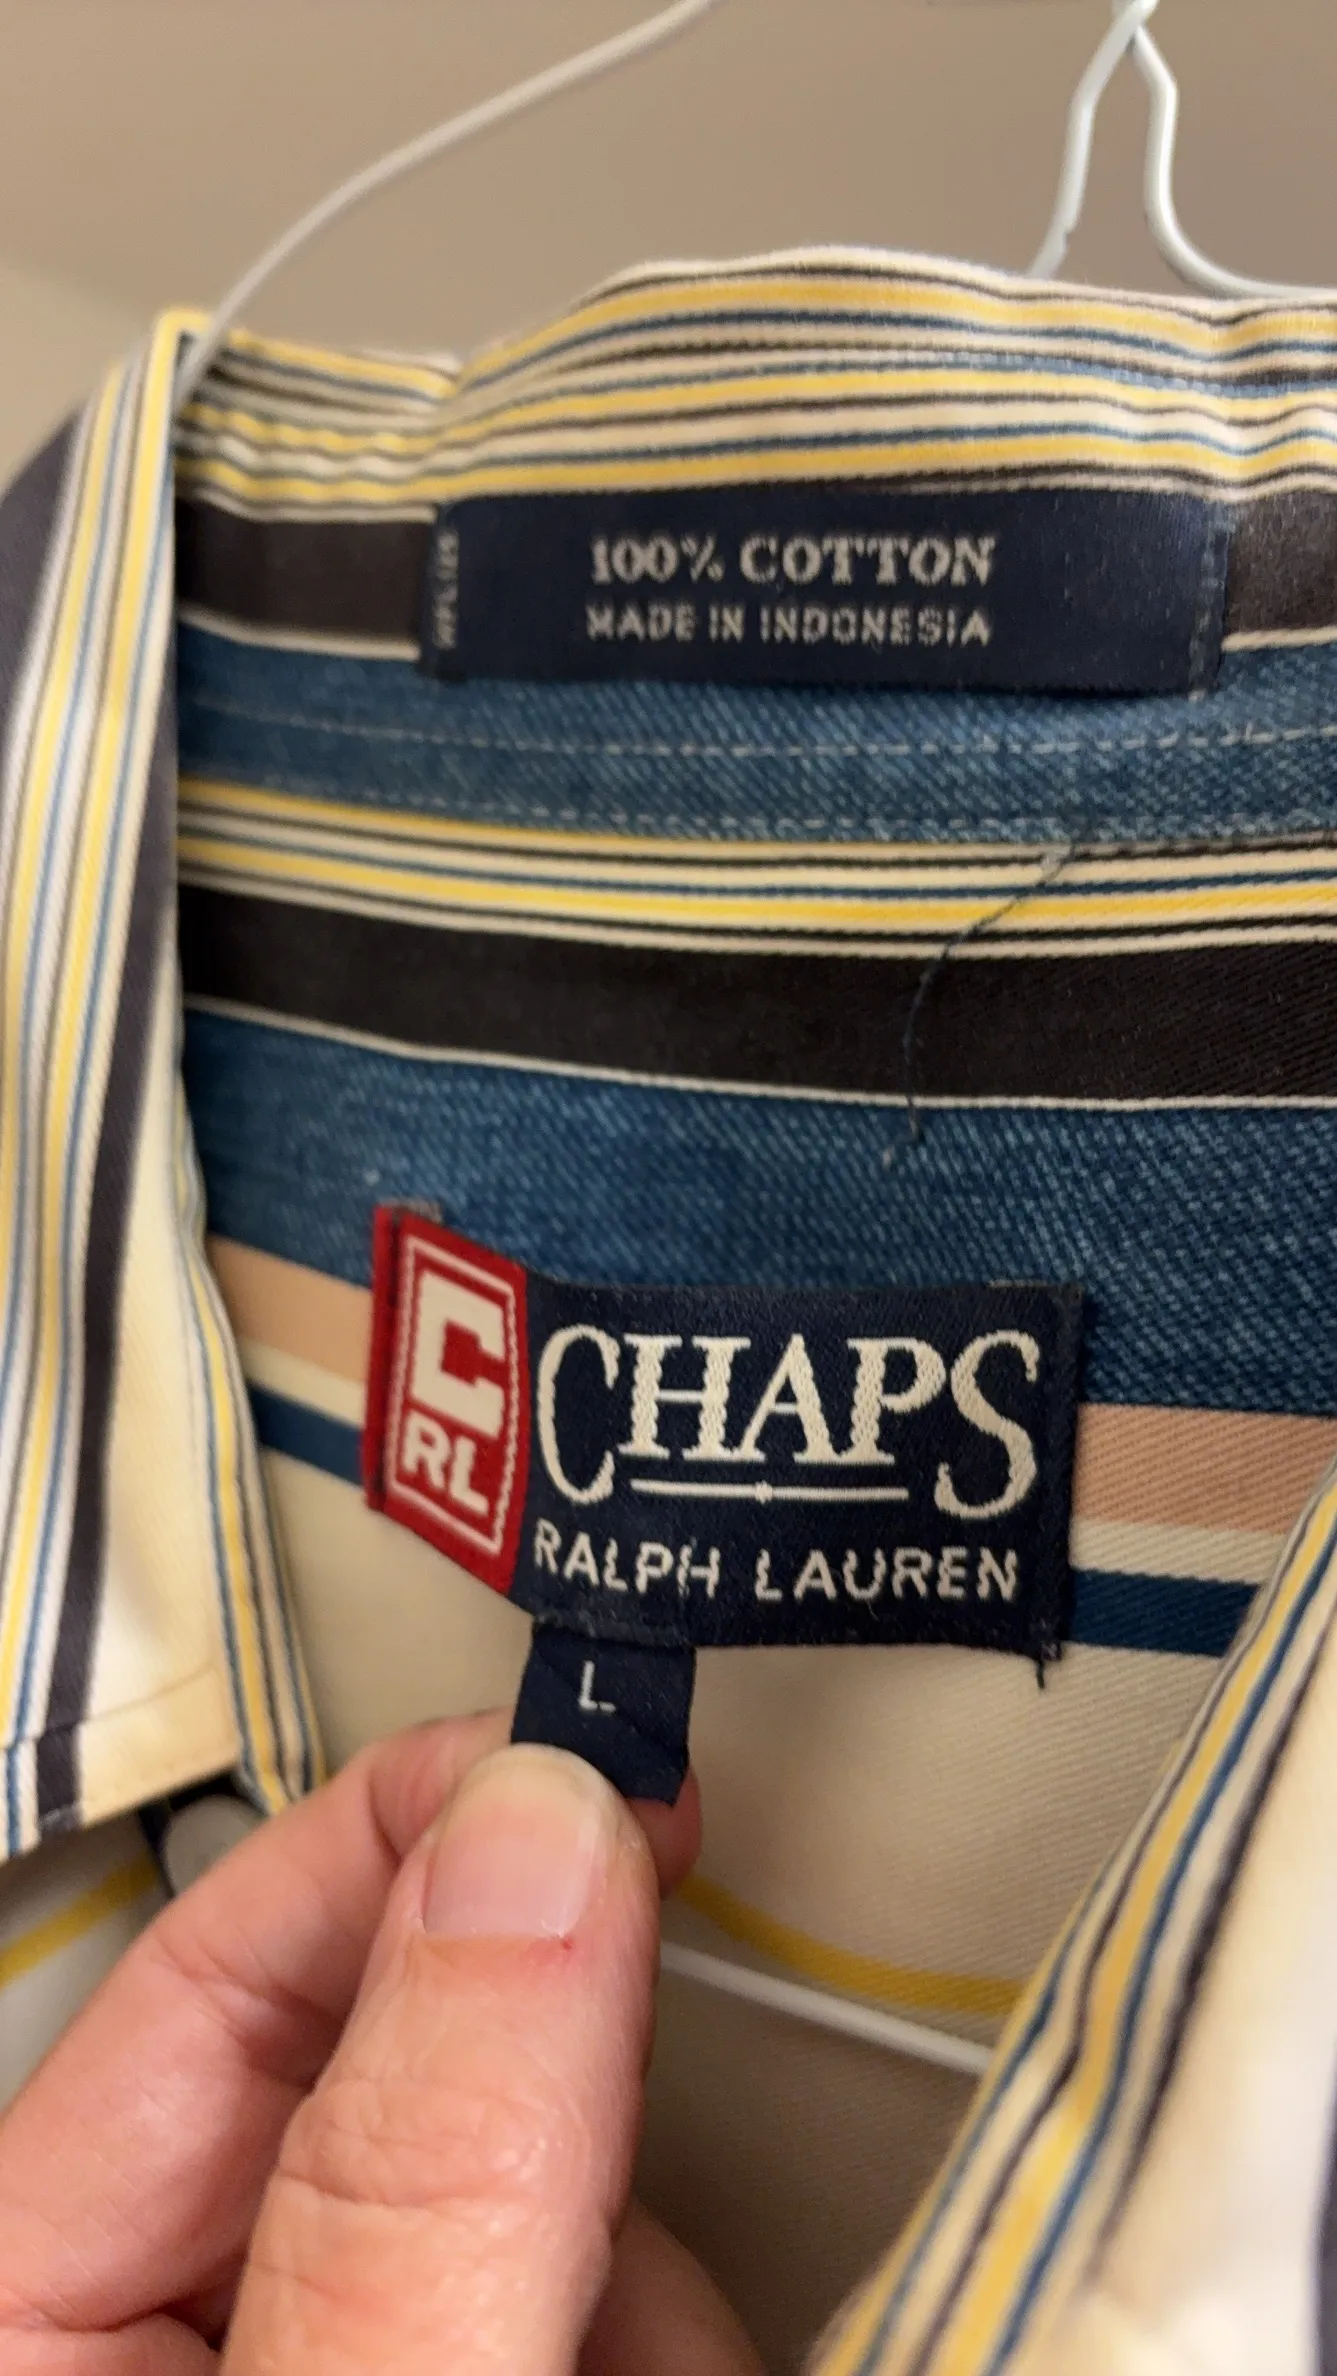 100% COTTON
MADE IN INDONESIA
C
RL
CHAPS
RALPH LAUREN
L